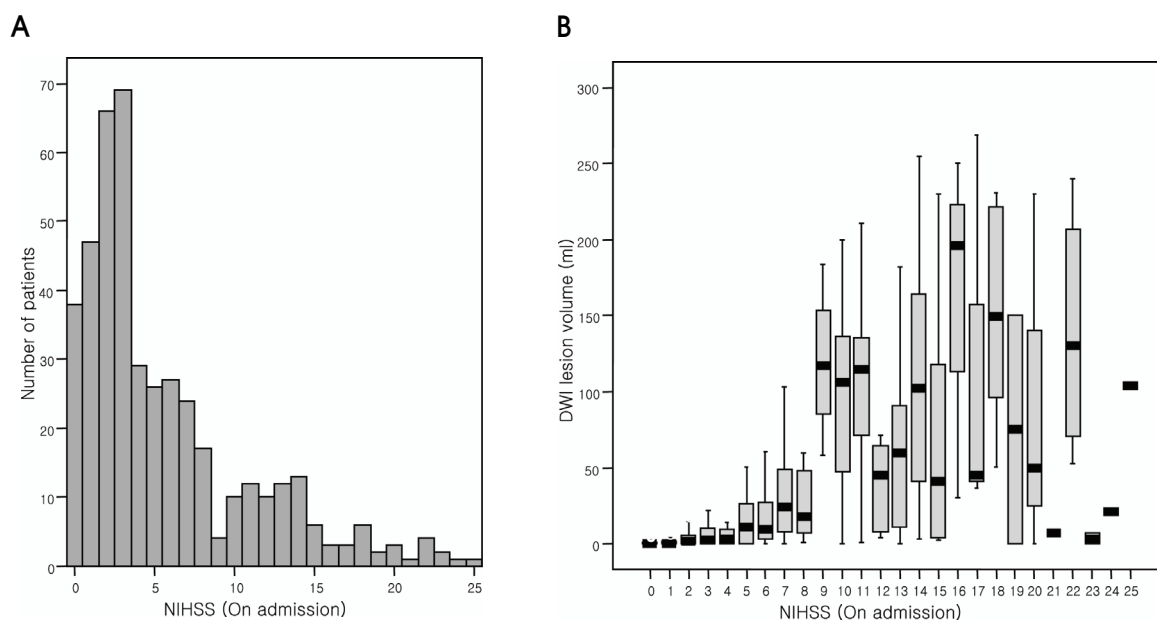 A
70
60
50
40
30
20
10
0
Number of patients
0 5 10 15 20 25
NIHSS (On admission)
B
300
250
200
150
100
50
0
DWI lesion volume (ml)
0 1 2 3 4 5 6 7 8 9 10 11 12 13 14 15 16 17 18 19 20 21 22 23 24 25
NIHSS (On admission)